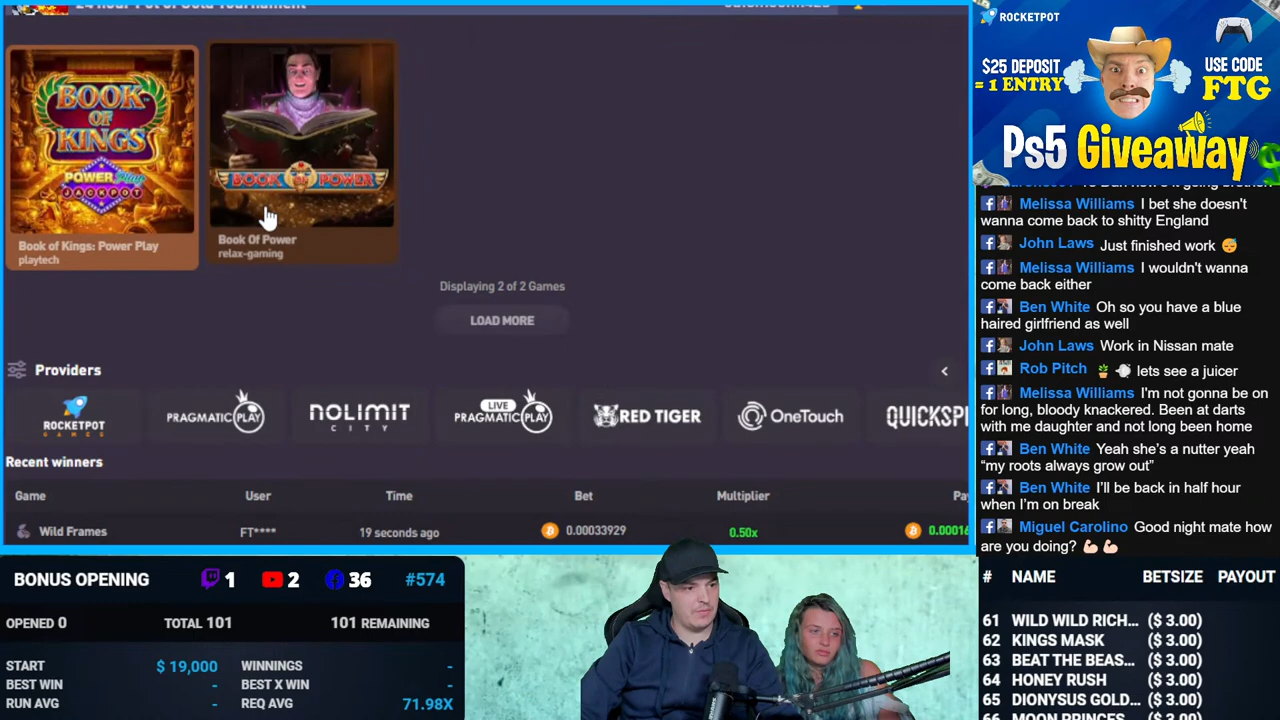 BOOK OF KINGS
POWER Play
JACKPOT
Book of Kings: Power Play
playtech
BOOK OF POWER
Book Of Power
relax-gaming
Displaying 2 of 2 Games
LOAD MORE
Providers
ROCKETPOT GAMES
PRAGMATIC PLAY
NOLIMIT CITY
LIVE PRAGMATIC PLAY
RED TIGER
OneTouch
Recent winners
Game User Time Bet Multiplier
Wild Frames FT**** 19 seconds ago 0.00033929 0.50x
ROCKETPOT
$25 DEPOSIT
= 1 ENTRY
USE CODE
FTG
Ps5 Giveaway
Melissa Williams I bet she doesn't
wanna come back to shitty England
John Laws Just finished work 😴
Melissa Williams I wouldn't wanna
come back either
Ben White Oh so you have a blue
haired girlfriend as well
John Laws Work in Nissan mate
Rob Pitch 🪴 💨 lets see a juicer
Melissa Williams I'm not gonna be on
for long, bloody knackered. Been at darts
with me daughter and not long been home
Ben White Yeah she's a nutter yeah
“my roots always grow out”
Ben White I'll be back in half hour
when I'm on break
Miguel Carolino Good night mate how
are you doing? 💪🏻 💪🏻
BONUS OPENING 1 2 36 #574
OPENED 0 TOTAL 101 101 REMAINING
START $ 19,000 WINNINGS -
BEST WIN - BEST X WIN -
RUN AVG - REQ AVG 71.98X
# NAME BETSIZE PAYOUT
61 WILD WILD RICH... ($ 3.00)
62 KINGS MASK ($ 3.00)
63 BEAT THE BEAS... ($ 3.00)
64 HONEY RUSH ($ 3.00)
65 DIONYSUS GOLD... ($ 3.00)